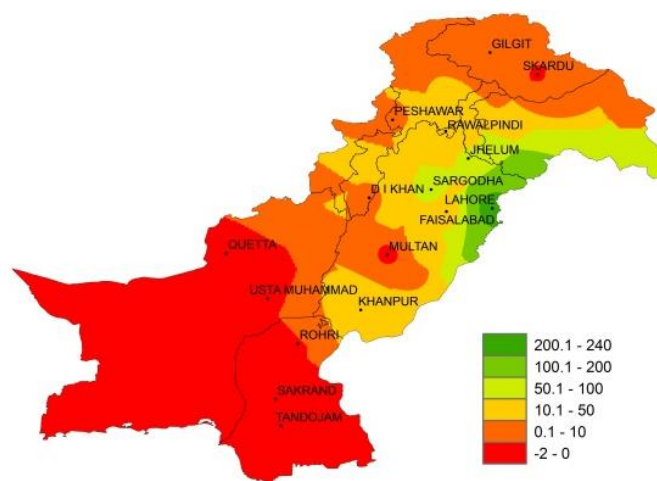 GILGIT
SKARDU
PESHAWAR
RAWALPINDI
JHELUM
D I KHAN
SARGODHA
LAHORE
FAISALABAD
QUETTA
MULTAN
USTA MUHAMMAD
KHANPUR
ROHRI
SAKRAND
TANDOJAM
200.1 - 240
100.1 - 200
50.1 - 100
10.1 - 50
0.1 - 10
-2 - 0